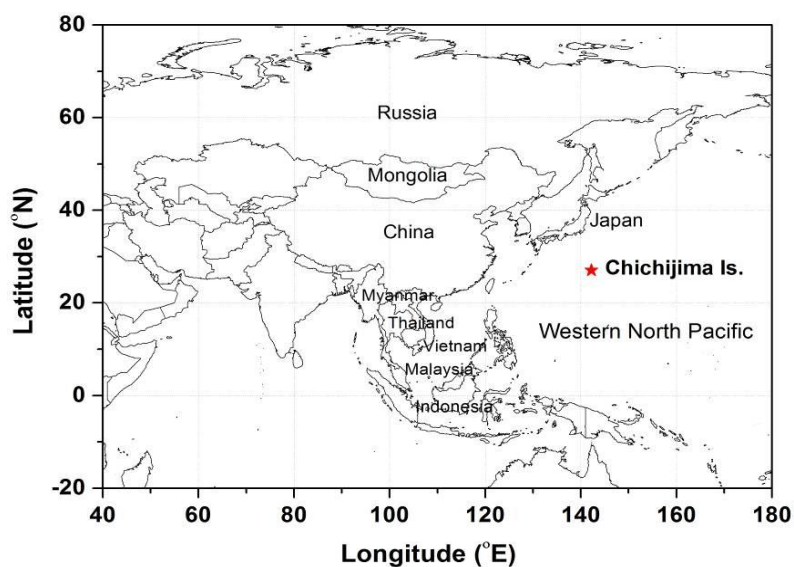 80
60
40
20
0
-20
Latitude (°N)
Russia
Mongolia
China
Japan
Chichijima Is.
Myanmar
Thailand
Vietnam
Western North Pacific
Malaysia
Indonesia
40 60 80 100 120 140 160 180
Longitude (°E)